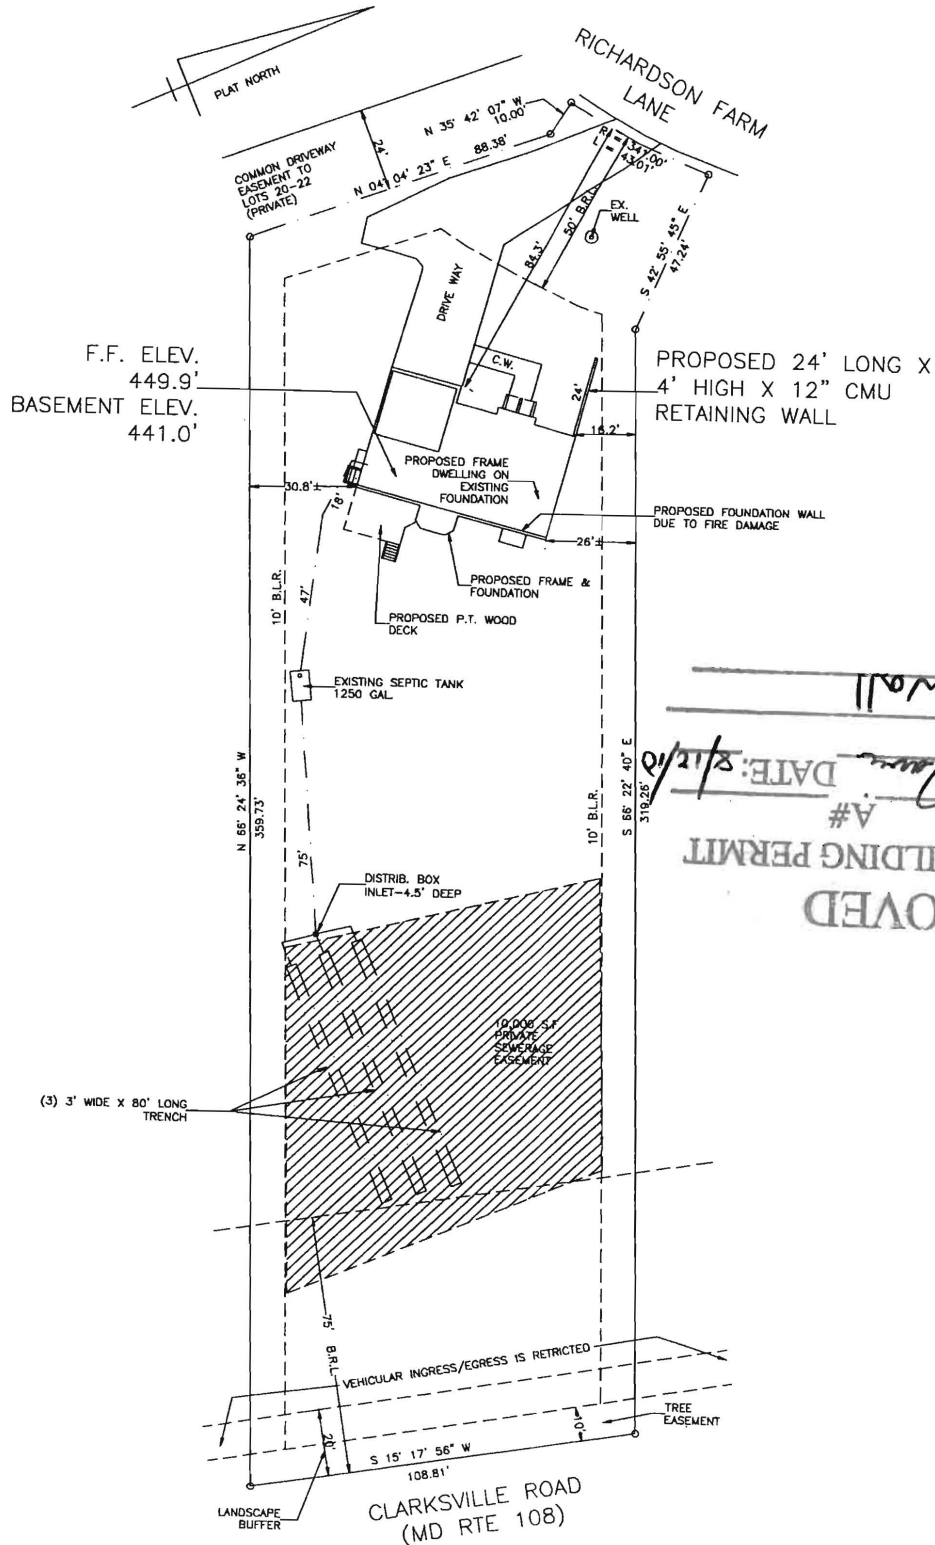 PLAT NORTH
RICHARDSON FARM
LANE
N 35° 42' 07" W
10.00'
24'
COMMON DRIVEWAY
EASEMENT TO
LOTS 20-22
(PRIVATE)
N 04° 04' 23" E
88.38'
R = 341.00'
L = 43.01'
50' B.R.L.
84.3'
EX.
WELL
S 42° 55' 45" E
47.24'
DRIVE WAY
C.W.
24'
F.F. ELEV.
449.9'
BASEMENT ELEV.
441.0'
PROPOSED 24' LONG X
4' HIGH X 12" CMU
RETAINING WALL
16.2'
PROPOSED FRAME
DWELLING ON
EXISTING
FOUNDATION
30.8'±
18'
PROPOSED FOUNDATION WALL
DUE TO FIRE DAMAGE
26'±
PROPOSED FRAME &
FOUNDATION
10' B.L.R.
47'
PROPOSED P.T. WOOD
DECK
EXISTING SEPTIC TANK
1250 GAL.
wall
DATE: 8/12/10
A#
ILDING PERMIT
OVED
N 66° 24' 36" W
359.73'
10' B.L.R.
S 66° 22' 40" E
319.26'
75'
DISTRIB. BOX
INLET-4.5' DEEP
10,000 S.F
PRIVATE
SEWERAGE
EASEMENT
(3) 3' WIDE X 80' LONG
TRENCH
75' B.R.L.
VEHICULAR INGRESS/EGRESS IS RETRICTED
20'
10'
TREE
EASEMENT
S 15° 17' 56" W
108.81'
LANDSCAPE
BUFFER
CLARKSVILLE ROAD
(MD RTE 108)